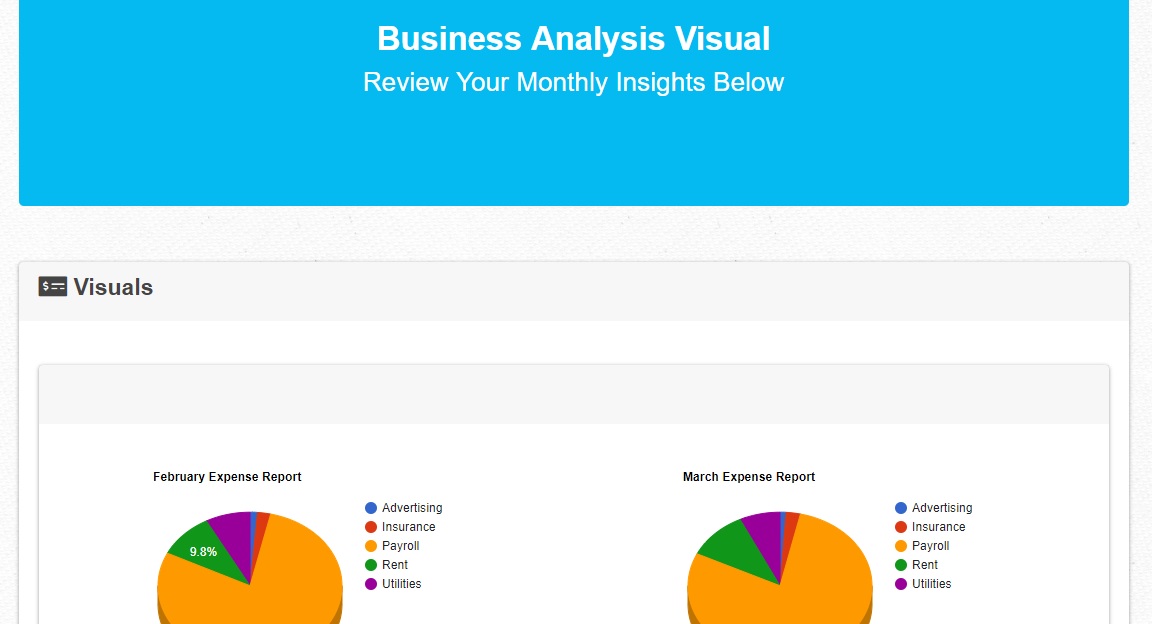 Business Analysis Visual
Review Your Monthly Insights Below
Visuals
February Expense Report
Advertising
Insurance
Payroll
Rent
Utilities
9.8%
March Expense Report
Advertising
Insurance
Payroll
Rent
Utilities